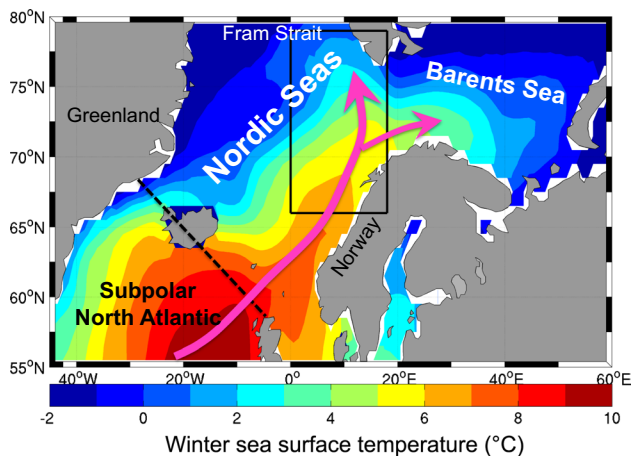 80°N
75°N
70°N
65°N
60°N
55°N
Fram Strait
Barents Sea
Nordic Seas
Greenland
Norway
Subpolar
North Atlantic
40°W
20°W
0°
20°E
40°E
60°E
-2
0
2
4
6
8
10
Winter sea surface temperature (°C)